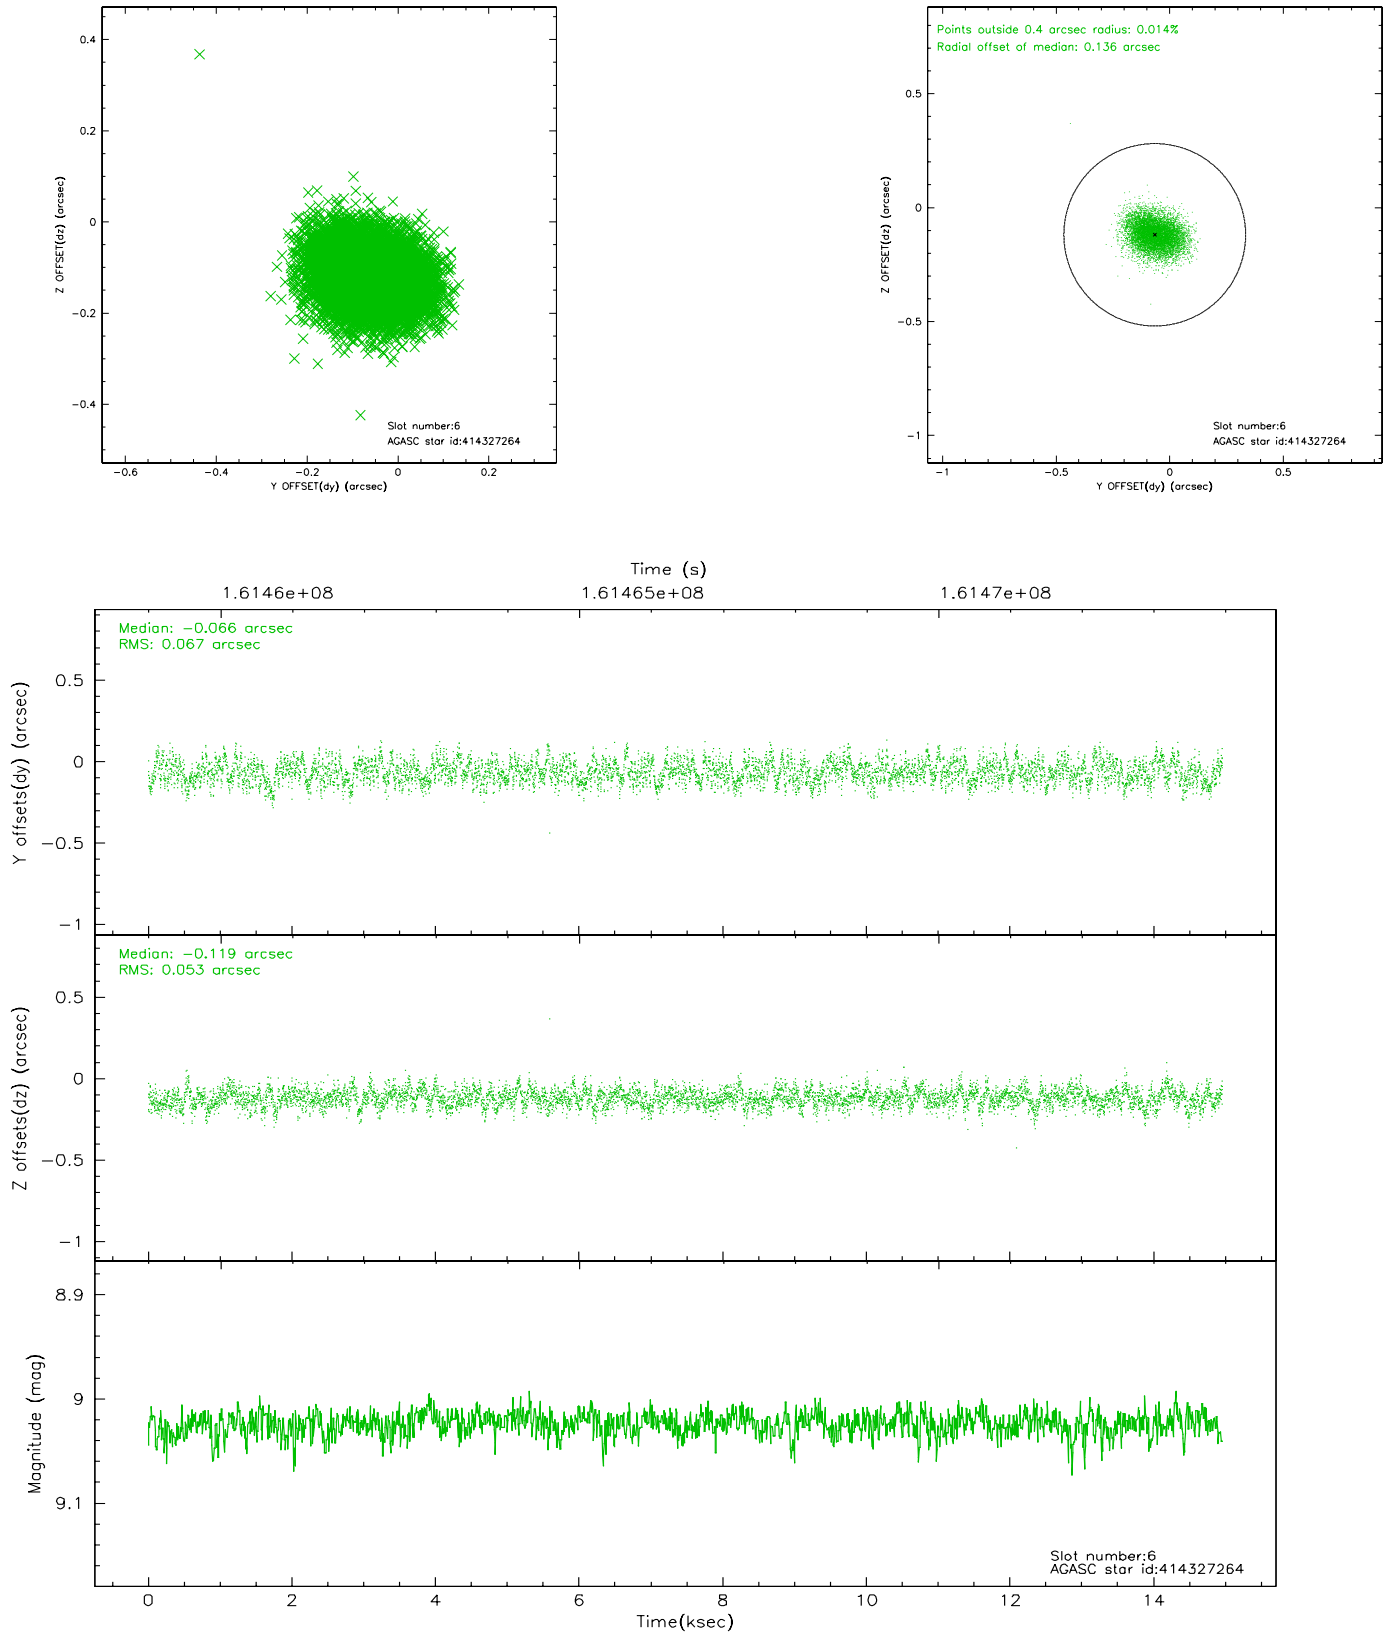 0.4
0.2
0
-0.2
-0.4
Z OFFSET(dz) (arcsec)
Slot number:6
AGASC star id:414327264
-0.6
-0.4
-0.2
0
0.2
Y OFFSET(dy) (arcsec)
Points outside 0.4 arcsec radius: 0.014%
Radial offset of median: 0.136 arcsec
0.5
0
-0.5
-1
Z OFFSET(dz) (arcsec)
Slot number:6
AGASC star id:414327264
-1
-0.5
0
0.5
Y OFFSET(dy) (arcsec)
Time (s)
1.6146e+08
1.61465e+08
1.6147e+08
Median: -0.066 arcsec
RMS: 0.067 arcsec
0.5
0
-0.5
-1
Y offsets(dy) (arcsec)
Median: -0.119 arcsec
RMS: 0.053 arcsec
0.5
0
-0.5
-1
Z offsets(dz) (arcsec)
8.9
9
9.1
Magnitude (mag)
Slot number:6
AGASC star id:414327264
0
2
4
6
8
10
12
14
Time(ksec)